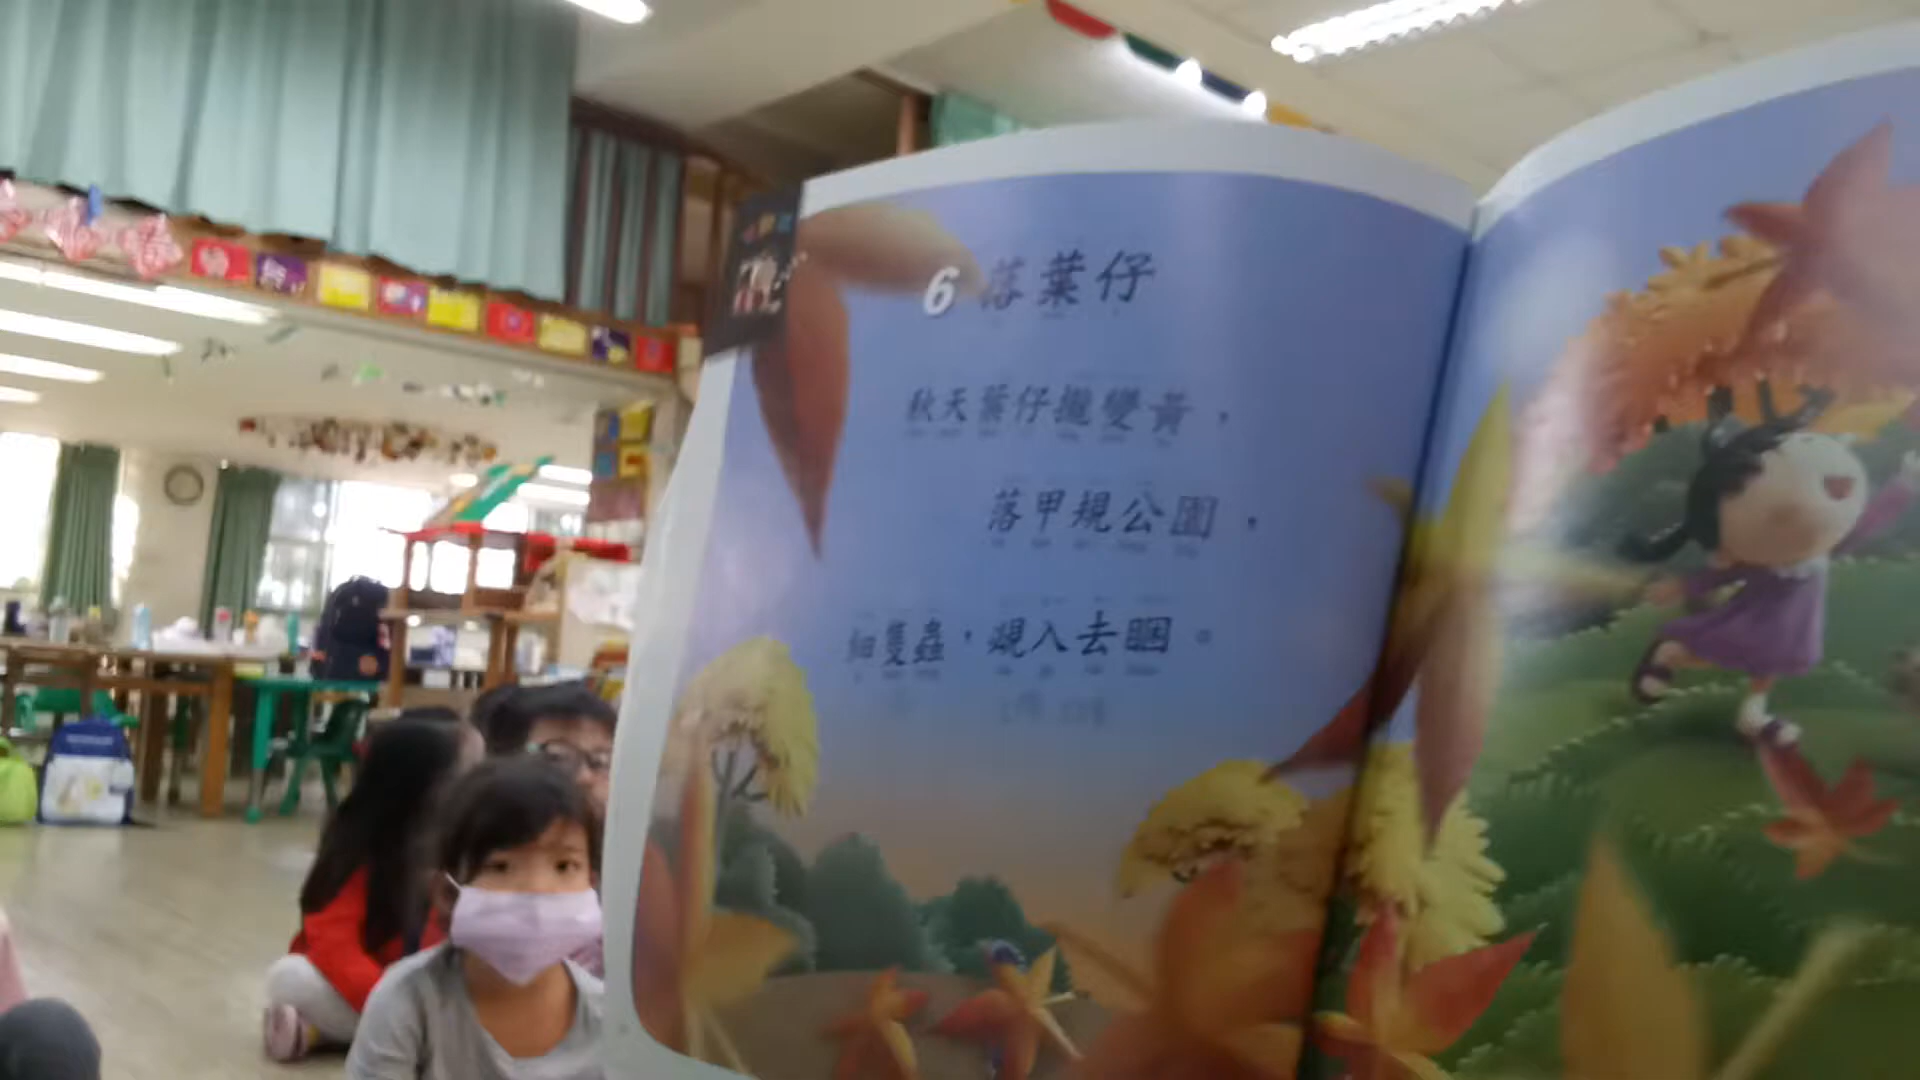 6 落葉仔
秋天葉仔攏變黃，
落甲規公園，
細隻蟲，覕入去睏。